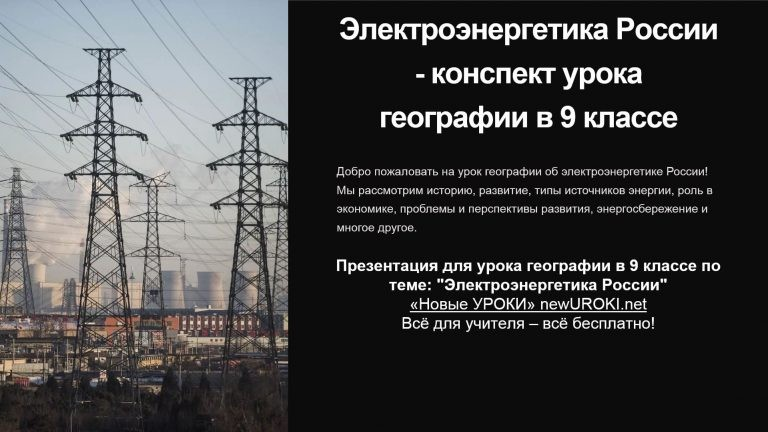 Электроэнергетика России
- конспект урока
географии в 9 классе
Добро пожаловать на урок географии об электроэнергетике России!
Мы рассмотрим историю, развитие, типы источников энергии, роль в
экономике, проблемы и перспективы развития, энергосбережение и
многое другое.
Презентация для урока географии в 9 классе по
теме: "Электроэнергетика России"
«Новые УРОКИ» newUROKI.net
Всё для учителя – всё бесплатно!